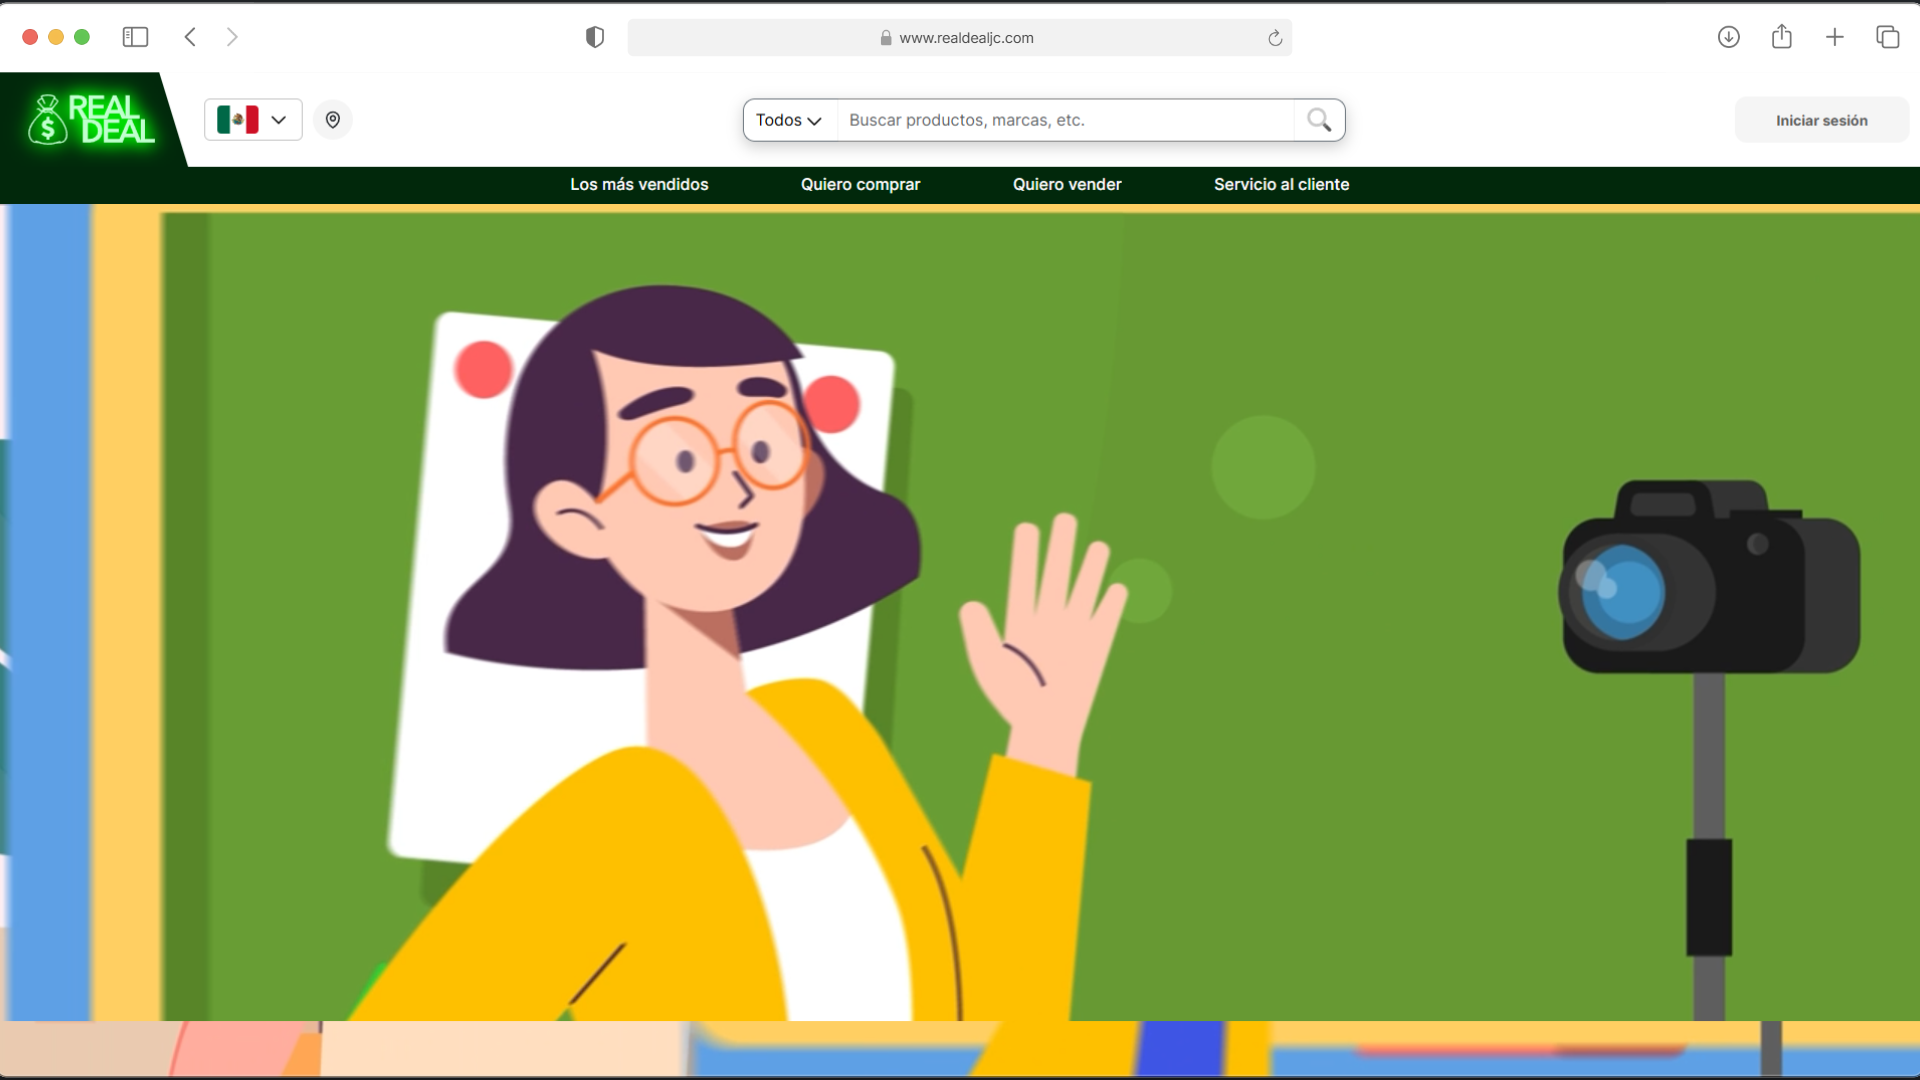 www.realdealjc.com
REAL
DEAL
$
Todos
Buscar productos, marcas, etc.
Iniciar sesión
Los más vendidos
Quiero comprar
Quiero vender
Servicio al cliente